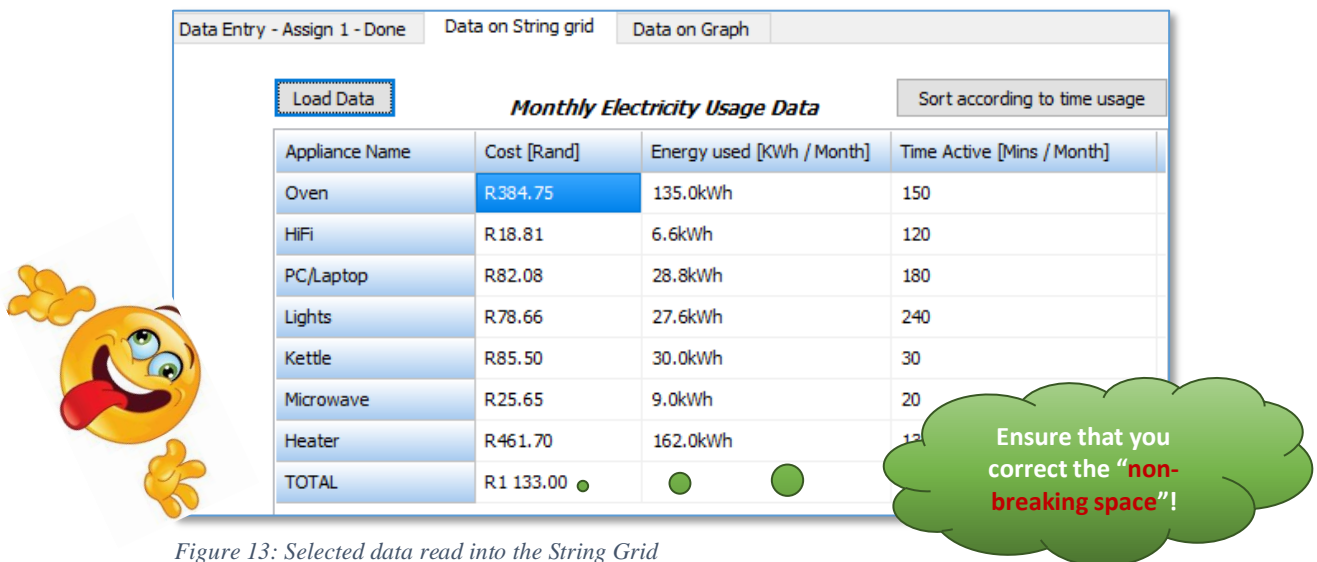 Data Entry - Assign 1 - Done Data on String grid Data on Graph
Load Data Monthly Electricity Usage Data Sort according to time usage
Appliance Name Cost [Rand] Energy used [KWh / Month] Time Active [Mins / Month]
Oven R384.75 135.0kWh 150
HiFi R18.81 6.6kWh 120
PC/Laptop R82.08 28.8kWh 180
Lights R78.66 27.6kWh 240
Kettle R85.50 30.0kWh 30
Microwave R25.65 9.0kWh 20
Heater R461.70 162.0kWh
TOTAL R1 133.00
Ensure that you
correct the “non-
breaking space”!
Figure 13: Selected data read into the String Grid